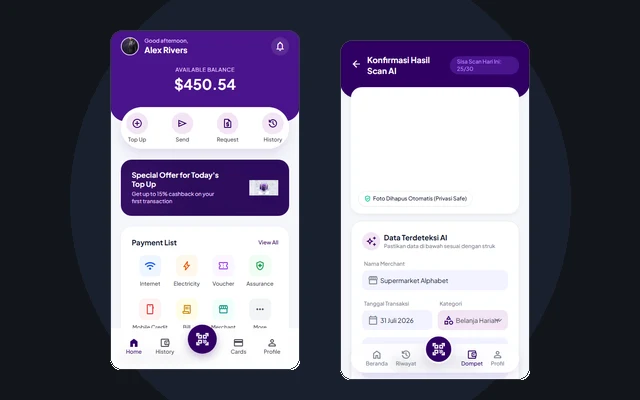 Good afternoon,
Alex Rivers
AVAILABLE BALANCE
$450.54
Top Up
Send
Request
History
Special Offer for Today's
Top Up
Get up to 15% cashback on your
first transaction
Payment List
View All
Internet
Electricity
Voucher
Assurance
Mobile Credit
Bill
Merchant
More
Home
History
Cards
Profile
Konfirmasi Hasil
Scan AI
Sisa Scan Hari Ini:
25/30
Foto Dihapus Otomatis (Privasi Safe)
Data Terdeteksi AI
Pastikan data di bawah sesuai dengan struk
Nama Merchant
Supermarket Alphabet
Tanggal Transaksi
Kategori
31 Juli 2026
Belanja Harian
Beranda
Riwayat
Dompet
Profil